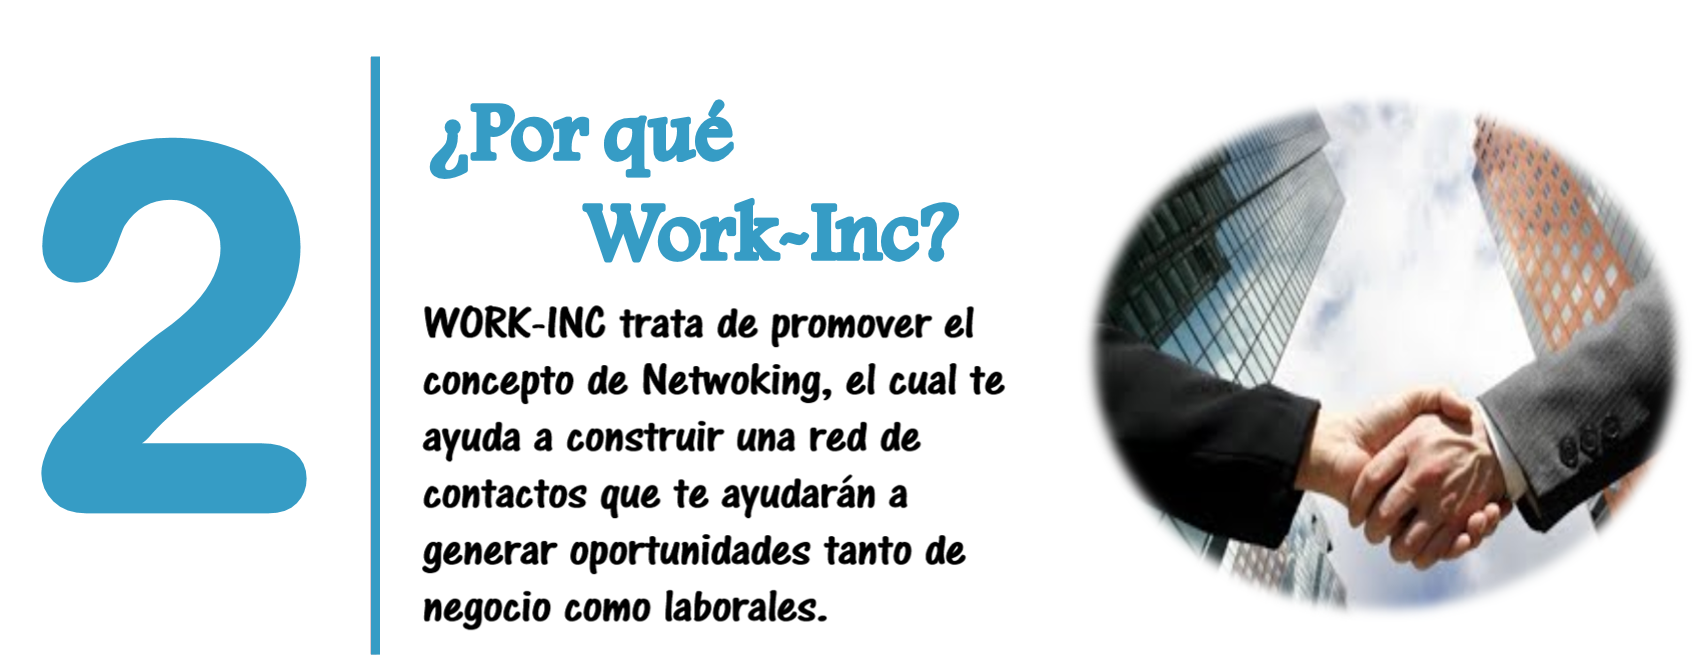 2
¿Por qué
Work-Inc?
WORK-INC trata de promover el
concepto de Netwoking, el cual te
ayuda a construir una red de
contactos que te ayudarán a
generar oportunidades tanto de
negocio como laborales.